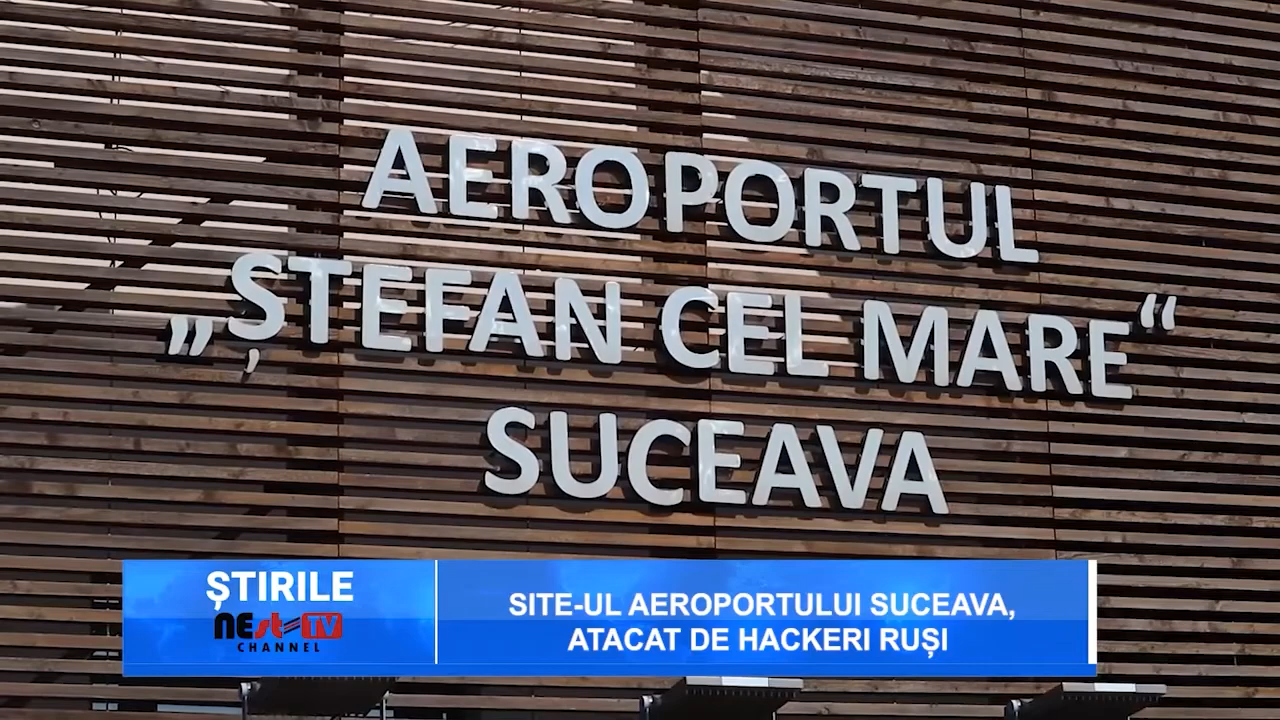 AEROPORTUL
„ȘTEFAN CEL MARE“
SUCEAVA
ȘTIRILE
NEst-TV
CHANNEL
SITE-UL AEROPORTULUI SUCEAVA,
ATACAT DE HACKERI RUȘI